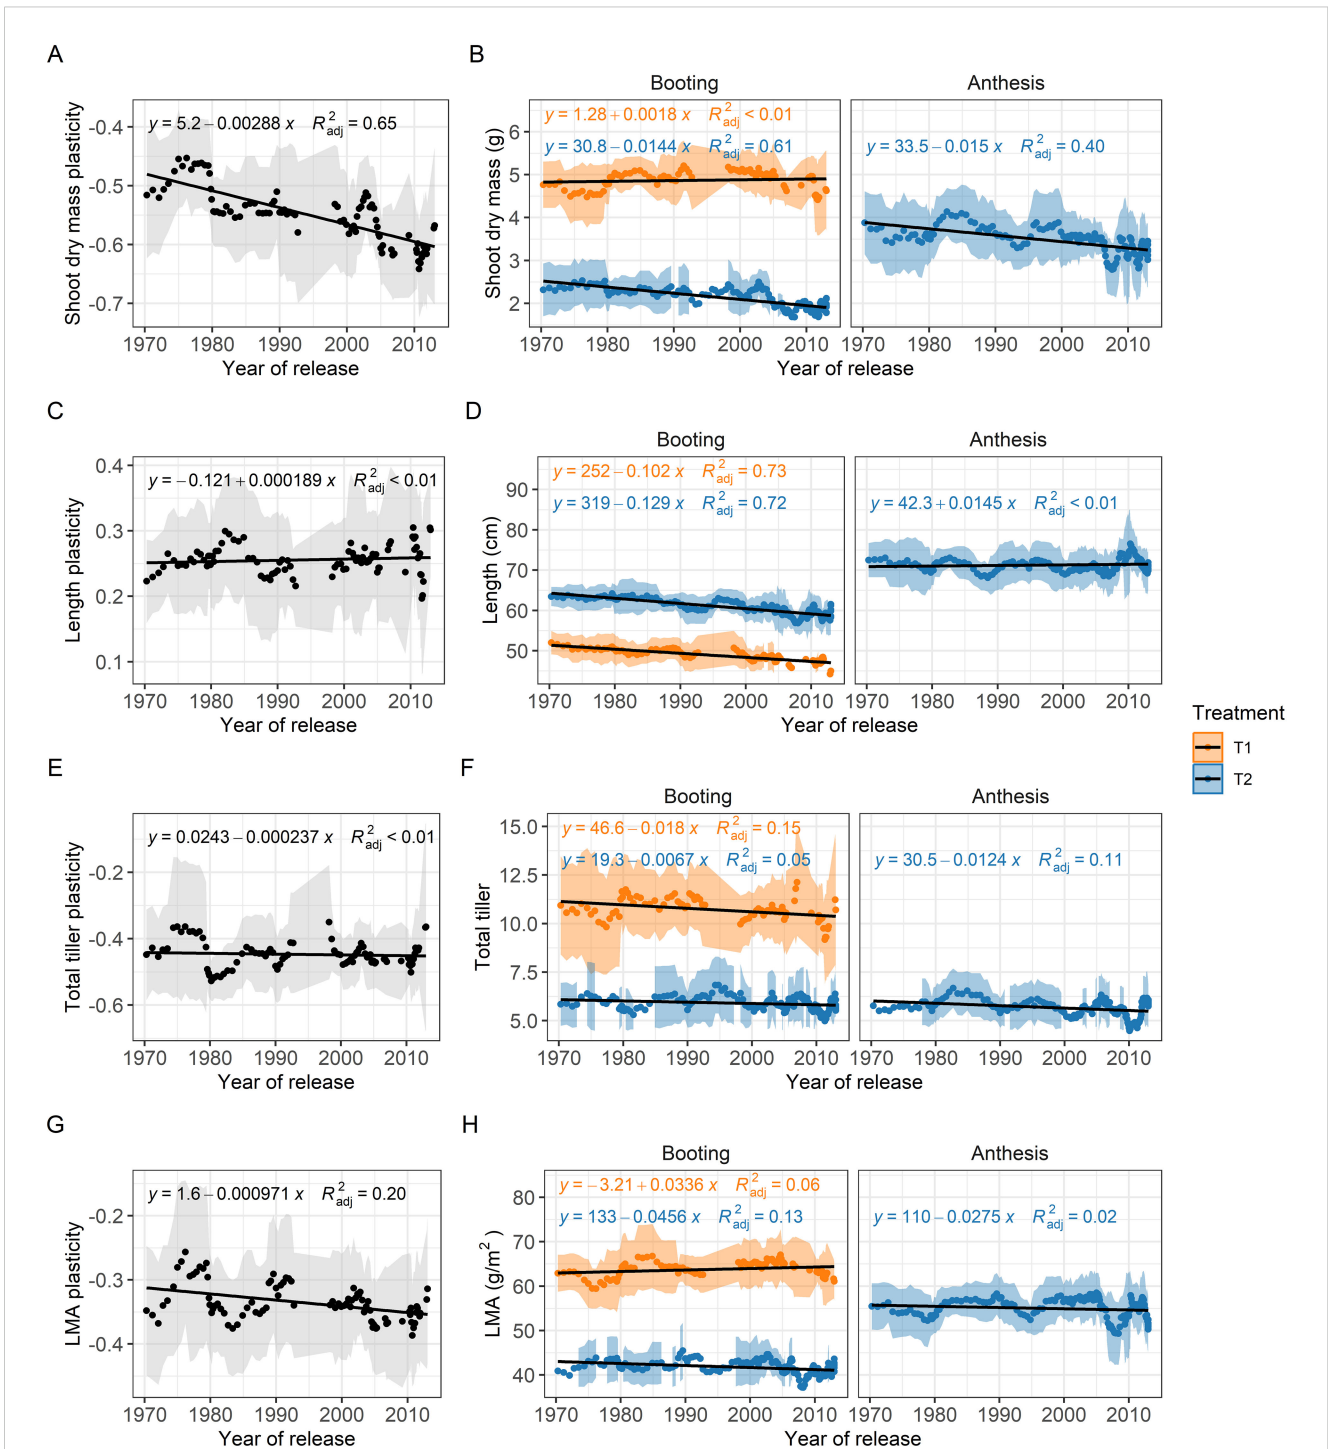 A
Shoot dry mass plasticity
y = 5.2 − 0.00288 x R²adj = 0.65
-0.4
-0.5
-0.6
-0.7
1970 1980 1990 2000 2010
Year of release
B
Booting Anthesis
Shoot dry mass (g)
y = 1.28 + 0.0018 x R²adj < 0.01
y = 30.8 − 0.0144 x R²adj = 0.61
y = 33.5 − 0.015 x R²adj = 0.40
6
5
4
3
2
1970 1980 1990 2000 2010 1970 1980 1990 2000 2010
Year of release
C
Length plasticity
y = −0.121 + 0.000189 x R²adj < 0.01
0.4
0.3
0.2
0.1
1970 1980 1990 2000 2010
Year of release
D
Booting Anthesis
Length (cm)
y = 252 − 0.102 x R²adj = 0.73
y = 319 − 0.129 x R²adj = 0.72
y = 42.3 + 0.0145 x R²adj < 0.01
90
80
70
60
50
1970 1980 1990 2000 2010 1970 1980 1990 2000 2010
Year of release
Treatment
T1
T2
E
Total tiller plasticity
y = 0.0243 − 0.000237 x R²adj < 0.01
-0.2
-0.4
-0.6
1970 1980 1990 2000 2010
Year of release
F
Booting Anthesis
Total tiller
y = 46.6 − 0.018 x R²adj = 0.15
y = 19.3 − 0.0067 x R²adj = 0.05
y = 30.5 − 0.0124 x R²adj = 0.11
15.0
12.5
10.0
7.5
5.0
1970 1980 1990 2000 2010 1970 1980 1990 2000 2010
Year of release
G
LMA plasticity
y = 1.6 − 0.000971 x R²adj = 0.20
-0.2
-0.3
-0.4
1970 1980 1990 2000 2010
Year of release
H
Booting Anthesis
LMA (g/m²)
y = −3.21 + 0.0336 x R²adj = 0.06
y = 133 − 0.0456 x R²adj = 0.13
y = 110 − 0.0275 x R²adj = 0.02
80
70
60
50
40
1970 1980 1990 2000 2010 1970 1980 1990 2000 2010
Year of release